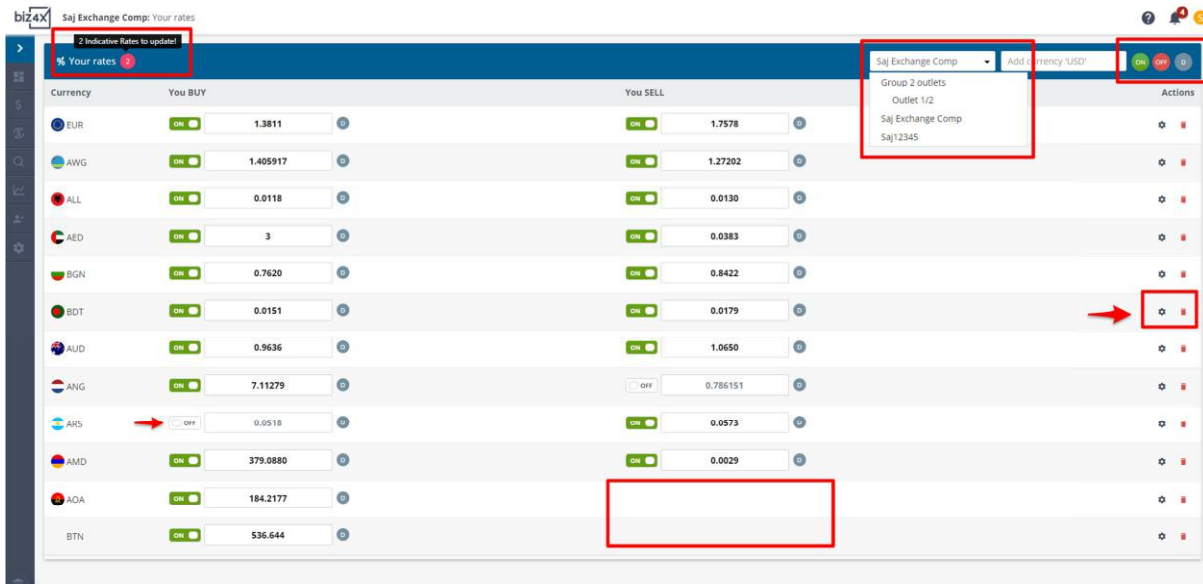 biz4x Saj Exchange Comp: Your rates 4 S
2 Indicative Rates to update!
% Your rates 2 Saj Exchange Comp Add currency 'USD' ON OFF D
Group 2 outlets
Outlet 1/2
Saj Exchange Comp
Saj12345
Currency You BUY You SELL Actions
EUR ON 1.3811 D ON 1.7578 D
AWG ON 1.405917 D ON 1.27202 D
ALL ON 0.0118 D ON 0.0130 D
AED ON 3 D ON 0.0383 D
BGN ON 0.7620 D ON 0.8422 D
BDT ON 0.0151 D ON 0.0179 D
AUD ON 0.9636 D ON 1.0650 D
ANG ON 7.11279 D OFF 0.786151 D
ARS OFF 0.0518 D ON 0.0573 D
AMD ON 379.0880 D ON 0.0029 D
AOA ON 184.2177 D
BTN ON 536.644 D